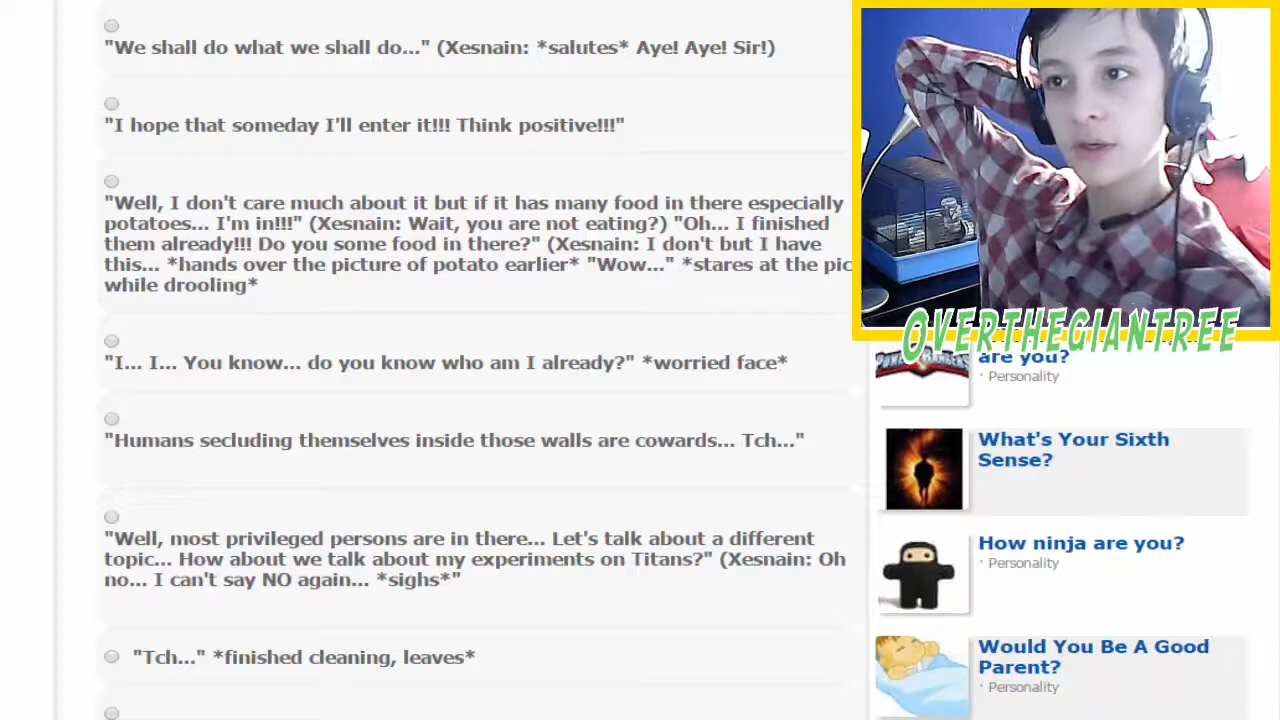 "We shall do what we shall do..." (Xesnain: *salutes* Aye! Aye! Sir!)
"I hope that someday I'll enter it!!! Think positive!!!"
"Well, I don't care much about it but if it has many food in there especially
potatoes... I'm in!!!" (Xesnain: Wait, you are not eating?) "Oh... I finished
them already!!! Do you some food in there?" (Xesnain: I don't but I have
this... *hands over the picture of potato earlier* "Wow..." *stares at the pic
while drooling*
"I... I... You know... do you know who am I already?" *worried face*
"Humans secluding themselves inside those walls are cowards... Tch..."
"Well, most privileged persons are in there... Let's talk about a different
topic... How about we talk about my experiments on Titans?" (Xesnain: Oh
no... I can't say NO again... *sighs*"
"Tch..." *finished cleaning, leaves*
OVERTHEGIANTREE
are you?
· Personality
What's Your Sixth
Sense?
How ninja are you?
· Personality
Would You Be A Good
Parent?
· Personality